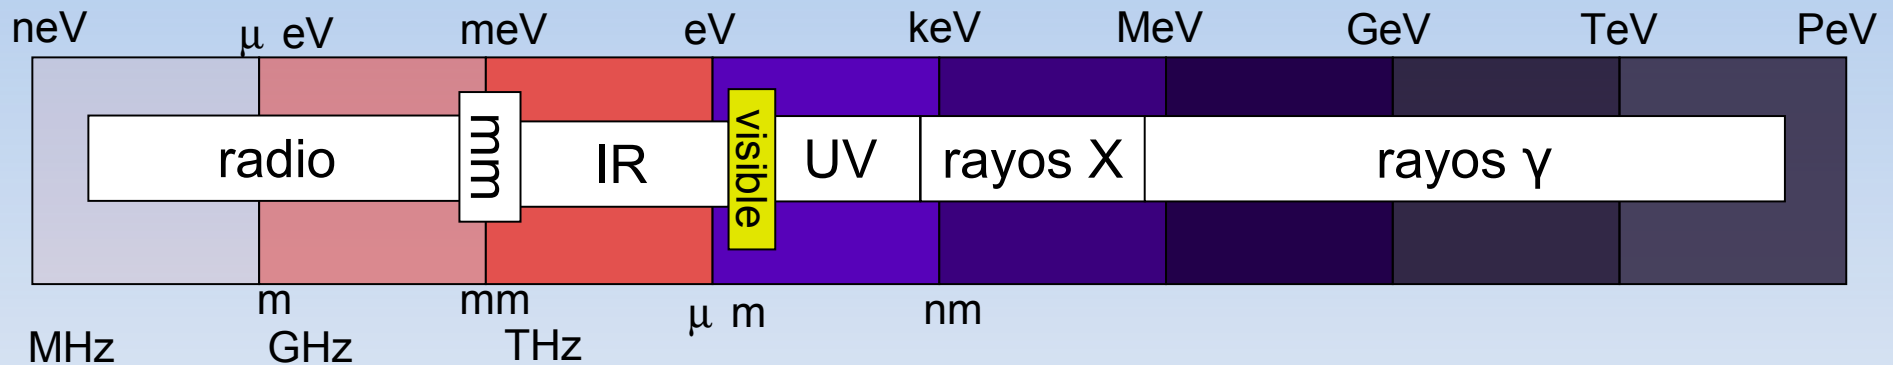 neV μ eV meV eV keV MeV GeV TeV PeV
radio mm IR visible UV rayos X rayos γ
m mm μ m nm
MHz GHz THz